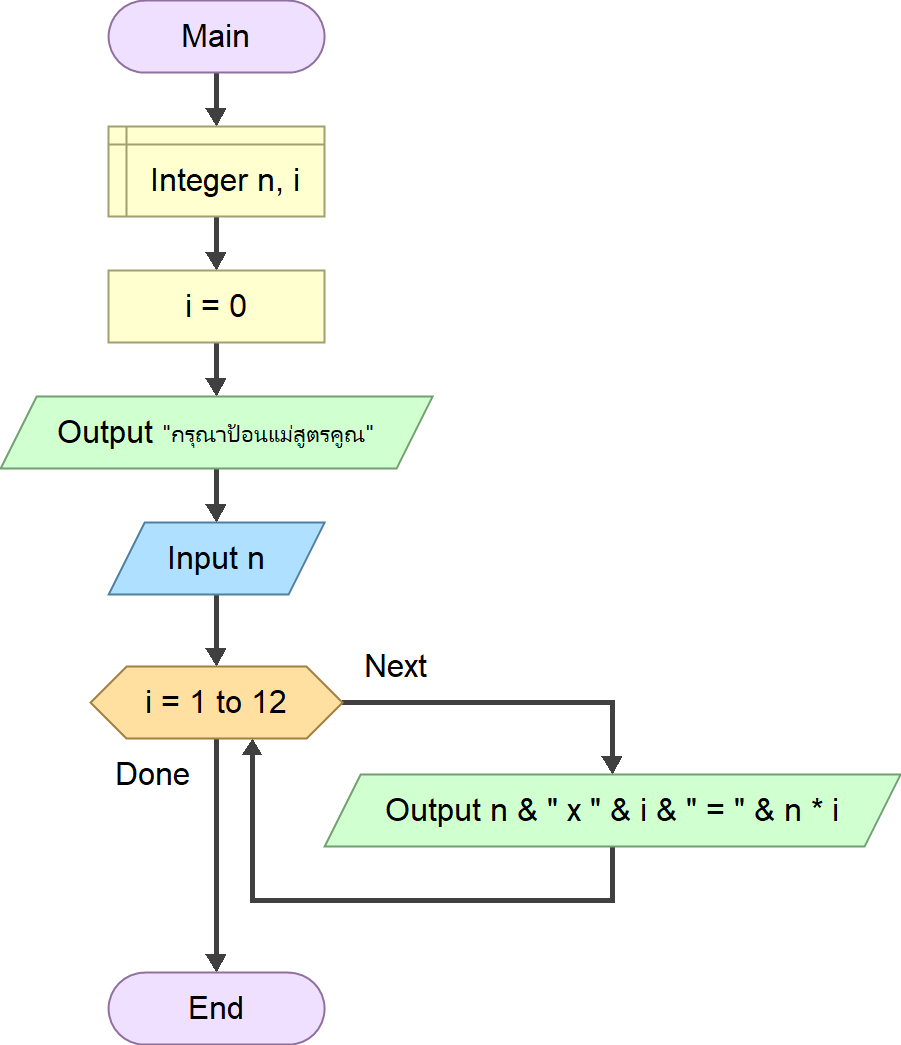 Main
Integer n, i
i = 0
Output "กรุณาป้อนแม่สูตรคูณ"
Input n
i = 1 to 12
Next
Done
Output n & " x " & i & " = " & n * i
End